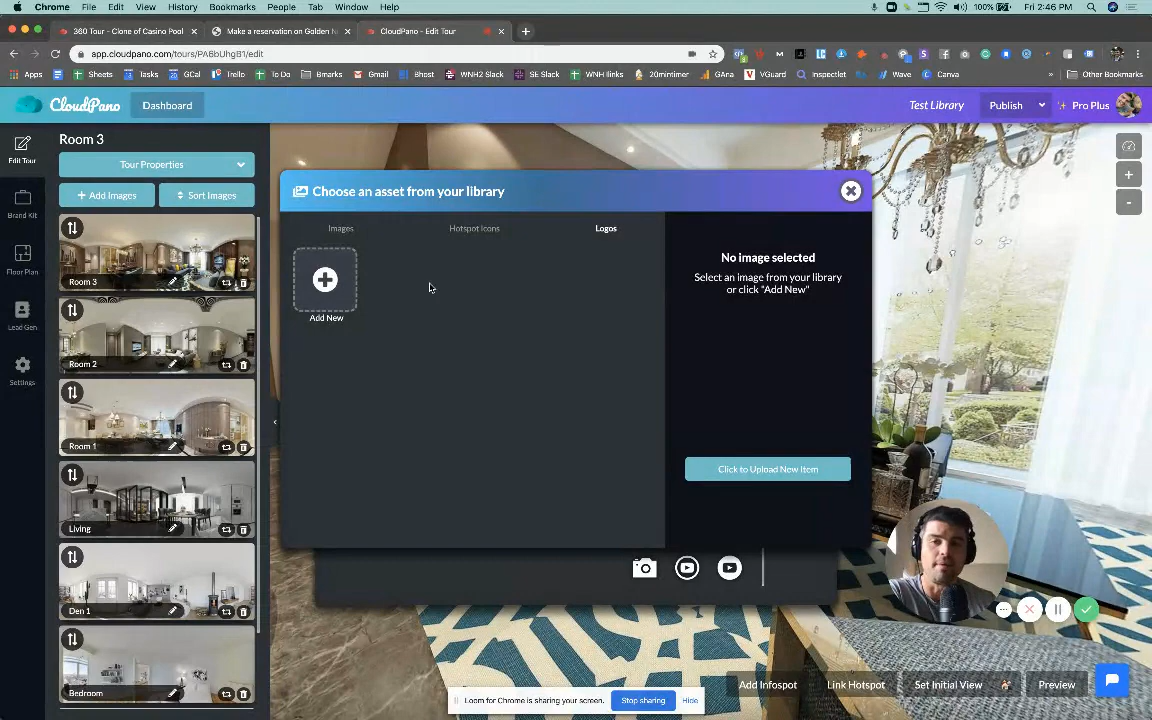 Chrome File Edit View History Bookmarks People Tab Window Help 100% Fri 2:46 PM
360 Tour - Clone of Casino Pool
Make a reservation on Golden N
CloudPano - Edit Tour
app.cloudpano.com/tours/PA6bUhgB1/edit
Apps Sheets Tasks GCal Trello To Do Bmarks Gmail Bhost WNH2 Slack SE Slack WNH llinks 20mintimer GAna VGuard Inspectlet Wave Canva » Other Bookmarks
CloudPano Dashboard Test Library Publish Pro Plus
Edit Tour
Brand Kit
Floor Plan
Lead Gen
Settings
Room 3
Tour Properties
+ Add Images
Sort Images
Room 3
Room 2
Room 1
Living
Den 1
Bedroom
Choose an asset from your library
Images Hotspot Icons Logos
Add New
No image selected
Select an image from your library
or click "Add New"
Click to Upload New Item
+
-
Add Infospot Link Hotspot Set Initial View Preview
Loom for Chrome is sharing your screen. Stop sharing Hide